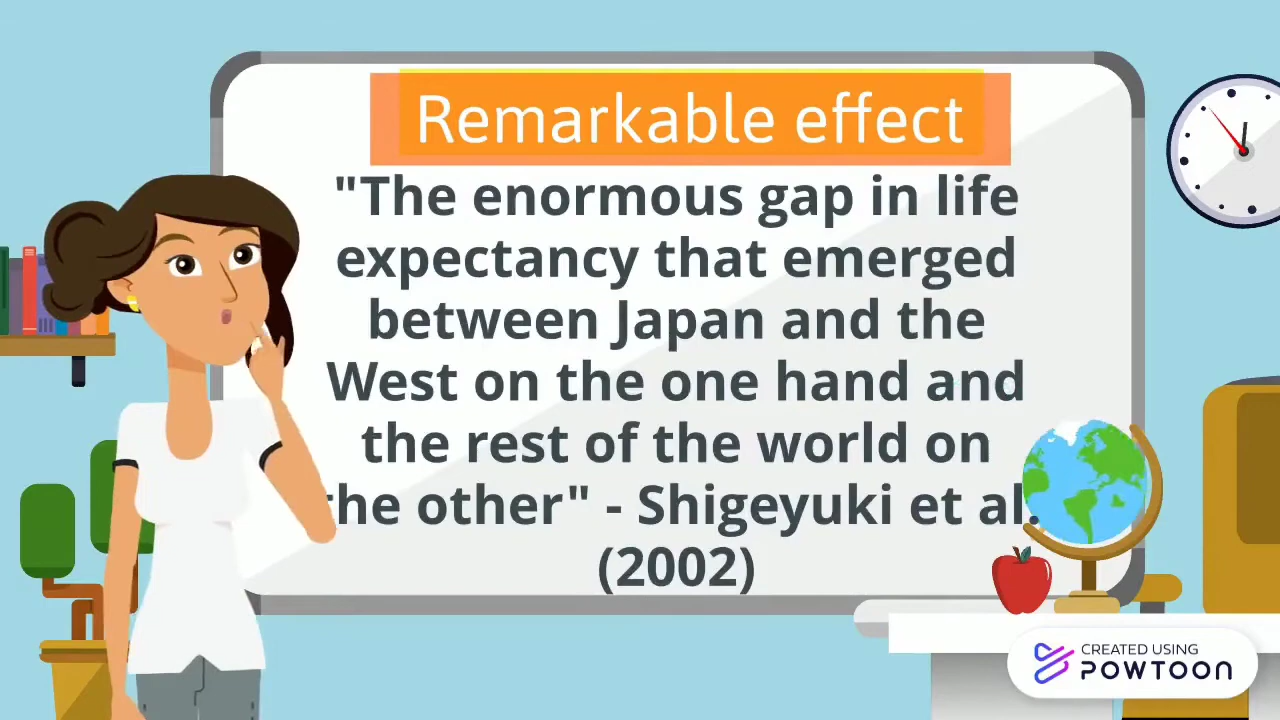 Remarkable effect
"The enormous gap in life
expectancy that emerged
between Japan and the
West on the one hand and
the rest of the world on
the other" - Shigeyuki et al.
(2002)
CREATED USING
POWTOON